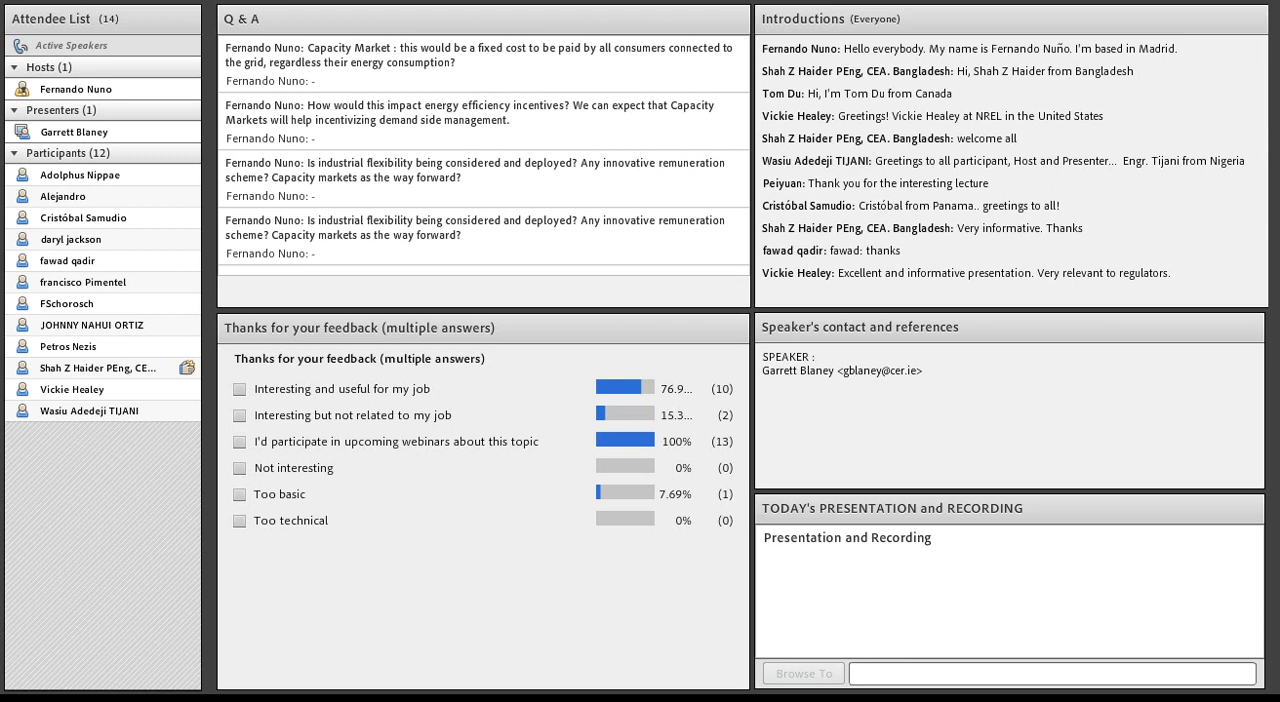 Attendee List (14)
Active Speakers
Hosts (1)
Fernando Nuno
Presenters (1)
Garrett Blaney
Participants (12)
Adolphus Nippae
Alejandro
Cristóbal Samudio
daryl jackson
fawad qadir
francisco Pimentel
FSchorosch
JOHNNY NAHUI ORTIZ
Petros Nezis
Shah Z Haider PEng, CE...
Vickie Healey
Wasiu Adedeji TIJANI
Q & A
Fernando Nuno: Capacity Market : this would be a fixed cost to be paid by all consumers connected to
the grid, regardless their energy consumption?
Fernando Nuno: -
Fernando Nuno: How would this impact energy efficiency incentives? We can expect that Capacity
Markets will help incentivizing demand side management.
Fernando Nuno: -
Fernando Nuno: Is industrial flexibility being considered and deployed? Any innovative remuneration
scheme? Capacity markets as the way forward?
Fernando Nuno: -
Fernando Nuno: Is industrial flexibility being considered and deployed? Any innovative remuneration
scheme? Capacity markets as the way forward?
Fernando Nuno: -
Thanks for your feedback (multiple answers)
Thanks for your feedback (multiple answers)
Interesting and useful for my job 76.9... (10)
Interesting but not related to my job 15.3... (2)
I'd participate in upcoming webinars about this topic 100% (13)
Not interesting 0% (0)
Too basic 7.69% (1)
Too technical 0% (0)
Introductions (Everyone)
Fernando Nuno: Hello everybody. My name is Fernando Nuño. I'm based in Madrid.
Shah Z Haider PEng, CEA. Bangladesh: Hi, Shah Z Haider from Bangladesh
Tom Du: Hi, I'm Tom Du from Canada
Vickie Healey: Greetings! Vickie Healey at NREL in the United States
Shah Z Haider PEng, CEA. Bangladesh: welcome all
Wasiu Adedeji TIJANI: Greetings to all participant, Host and Presenter... Engr. Tijani from Nigeria
Peiyuan: Thank you for the interesting lecture
Cristóbal Samudio: Cristóbal from Panama.. greetings to all!
Shah Z Haider PEng, CEA. Bangladesh: Very informative. Thanks
fawad qadir: fawad: thanks
Vickie Healey: Excellent and informative presentation. Very relevant to regulators.
Speaker's contact and references
SPEAKER :
Garrett Blaney <gblaney@cer.ie>
TODAY's PRESENTATION and RECORDING
Presentation and Recording
Browse To